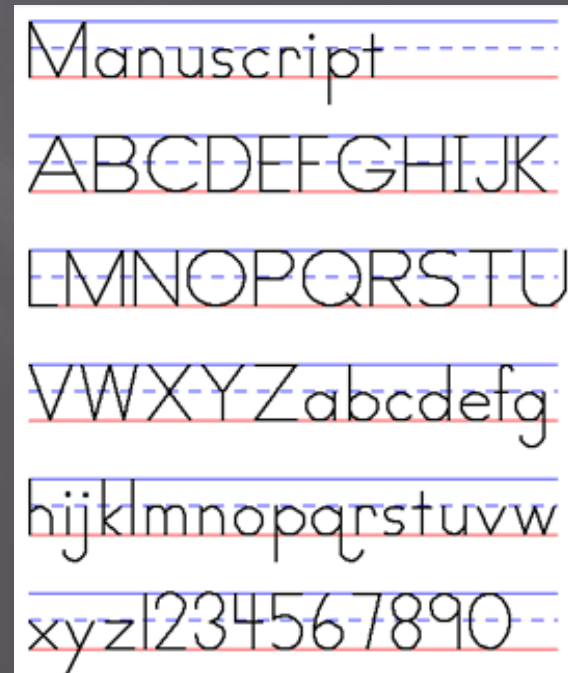 Manuscript
ABCDEFGHIJK
LMNOPQRSTU
VWXYZabcdefg
hijklmnopqrstuvw
xyz1234567890